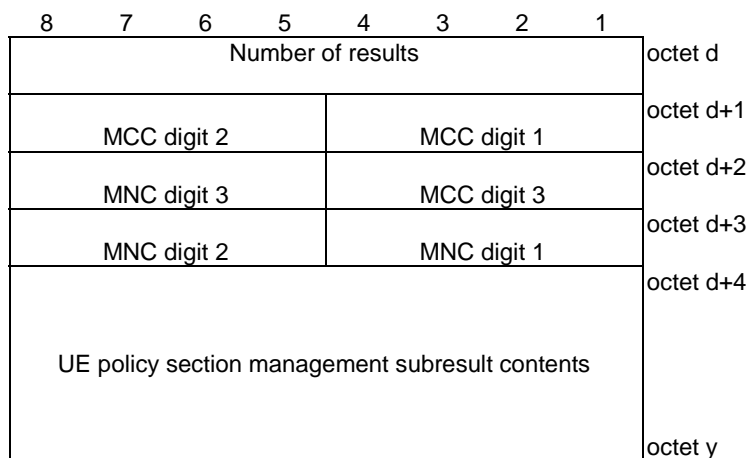 8 7 6 5 4 3 2 1
Number of results octet d
octet d+1
MCC digit 2 MCC digit 1
octet d+2
MNC digit 3 MCC digit 3
octet d+3
MNC digit 2 MNC digit 1
octet d+4
UE policy section management subresult contents
octet y